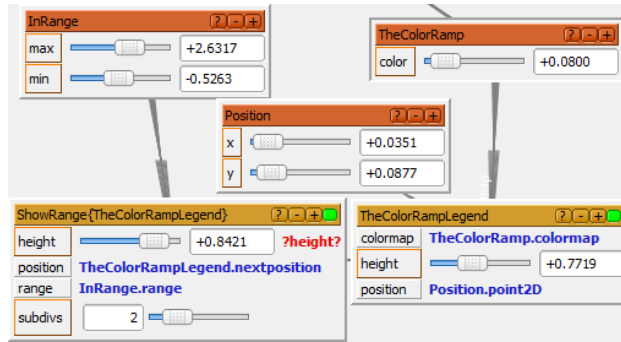 InRange ? - +
max +2.6317
min -0.5263
TheColorRamp ? - +
color +0.0800
Position ? - +
x +0.0351
y +0.0877
ShowRange{TheColorRampLegend} ? - +
height +0.8421 ?height?
position TheColorRampLegend.nextposition
range InRange.range
subdivs 2
TheColorRampLegend ? - +
colormap TheColorRamp.colormap
height +0.7719
position Position.point2D